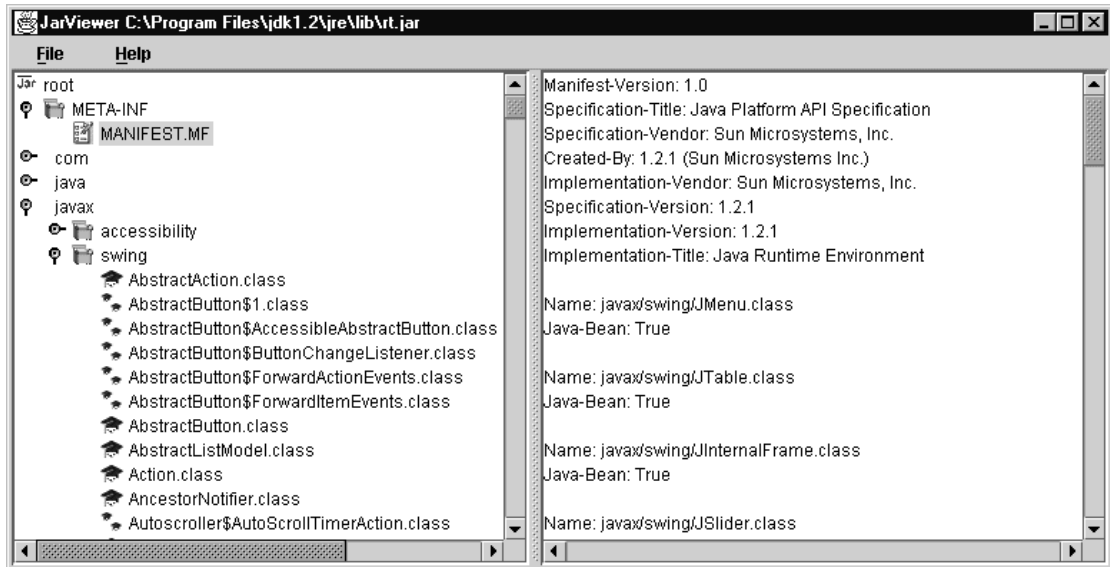 JarViewer C:\Program Files\jdk1.2\jre\lib\rt.jar
File Help
Jar root
META-INF
MANIFEST.MF
com
java
javax
accessibility
swing
AbstractAction.class
AbstractButton$1.class
AbstractButton$AccessibleAbstractButton.class
AbstractButton$ButtonChangeListener.class
AbstractButton$ForwardActionEvents.class
AbstractButton$ForwardItemEvents.class
AbstractButton.class
AbstractListModel.class
Action.class
AncestorNotifier.class
Autoscroller$AutoScrollTimerAction.class
Manifest-Version: 1.0
Specification-Title: Java Platform API Specification
Specification-Vendor: Sun Microsystems, Inc.
Created-By: 1.2.1 (Sun Microsystems Inc.)
Implementation-Vendor: Sun Microsystems, Inc.
Specification-Version: 1.2.1
Implementation-Version: 1.2.1
Implementation-Title: Java Runtime Environment
Name: javax/swing/JMenu.class
Java-Bean: True
Name: javax/swing/JTable.class
Java-Bean: True
Name: javax/swing/JInternalFrame.class
Java-Bean: True
Name: javax/swing/JSlider.class